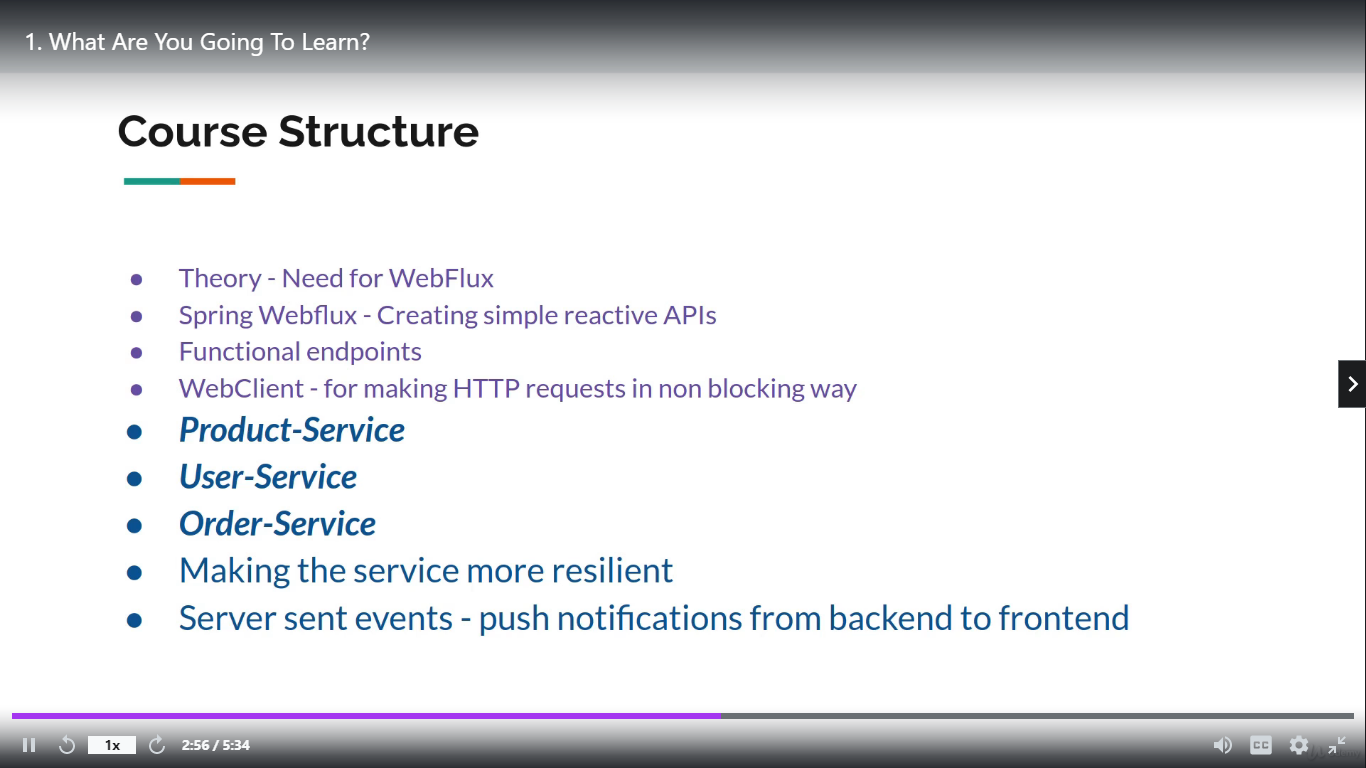 1. What Are You Going To Learn?
Course Structure
● Theory - Need for WebFlux
● Spring Webflux - Creating simple reactive APIs
● Functional endpoints
● WebClient - for making HTTP requests in non blocking way
● Product-Service
● User-Service
● Order-Service
● Making the service more resilient
● Server sent events - push notifications from backend to frontend
1x 2:56 / 5:34 CC